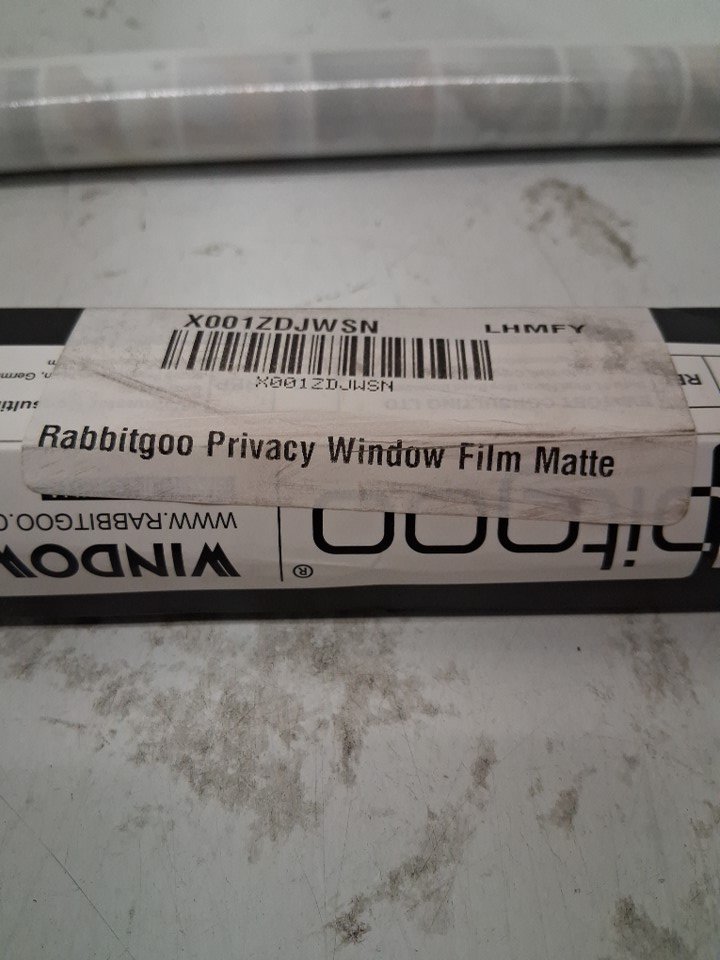 X001ZDJWSN LHMFY
X001ZDJWSN
Rabbitgoo Privacy Window Film Matte
WWW.RABBITGOO.C
WINDOW
®